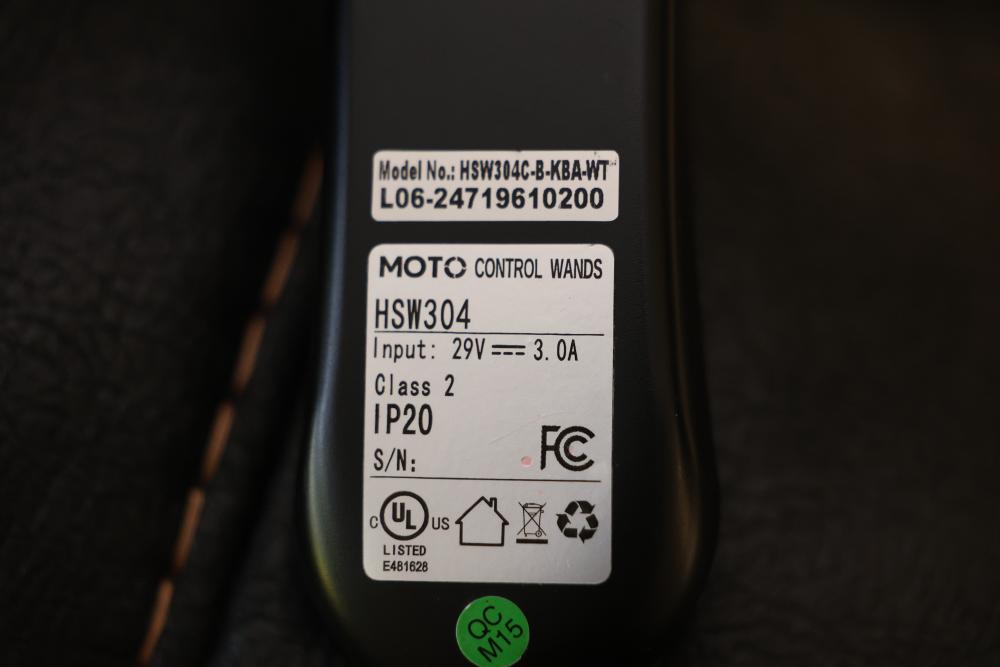 Model No.: HSW304C-B-KBA-WT
L06-24719610200
MOTO CONTROL WANDS
HSW304
Input: 29V ⎓ 3.0A
Class 2
IP20
S/N:
FC
C UL US
LISTED
E481628
QC
M15